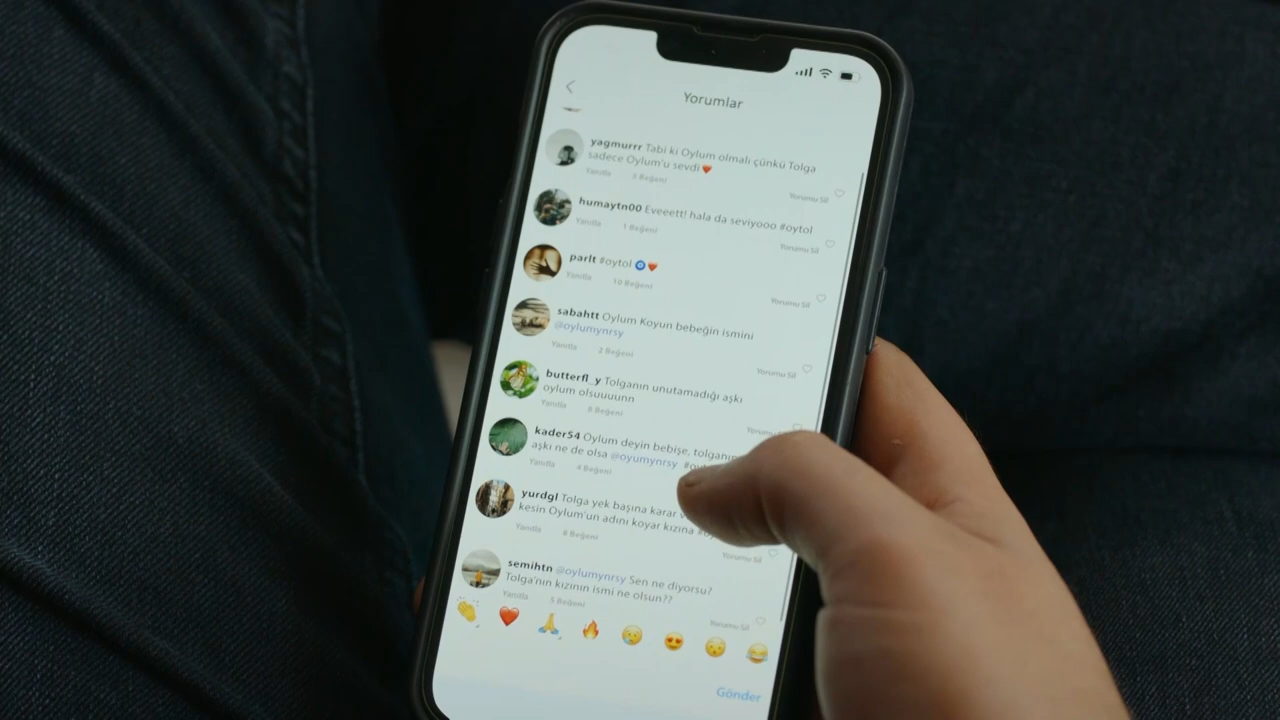 Yorumlar
yagmurrr Tabi ki Oylum olmalı çünkü Tolga
sadece Oylum'u sevdi
Yanıtla 3 Beğeni Yorumu Sil
humaytn00 Eveeett! hala da seviyooo #oytol
Yanıtla 1 Beğeni Yorumu Sil
parlt #oytol
Yanıtla 10 Beğeni Yorumu Sil
sabahtt Oylum Koyun bebeğin ismini
@oylumynrsy
Yanıtla 2 Beğeni Yorumu Sil
butterfl_y Tolganın unutamadığı aşkı
oylum olsuuuunn
Yanıtla 8 Beğeni
kader54 Oylum deyin bebişe, tolganın
aşkı ne de olsa @oyumynrsy
Yanıtla 4 Beğeni
yurdgl Tolga yek başına karar
kesin Oylum'un adını koyar kızına
Yanıtla 8 Beğeni Yorumu Sil
semihtn @oylumynrsy Sen ne diyorsu?
Tolga'nın kızının ismi ne olsun??
Yanıtla 5 Beğeni Yorumu Sil
Gönder